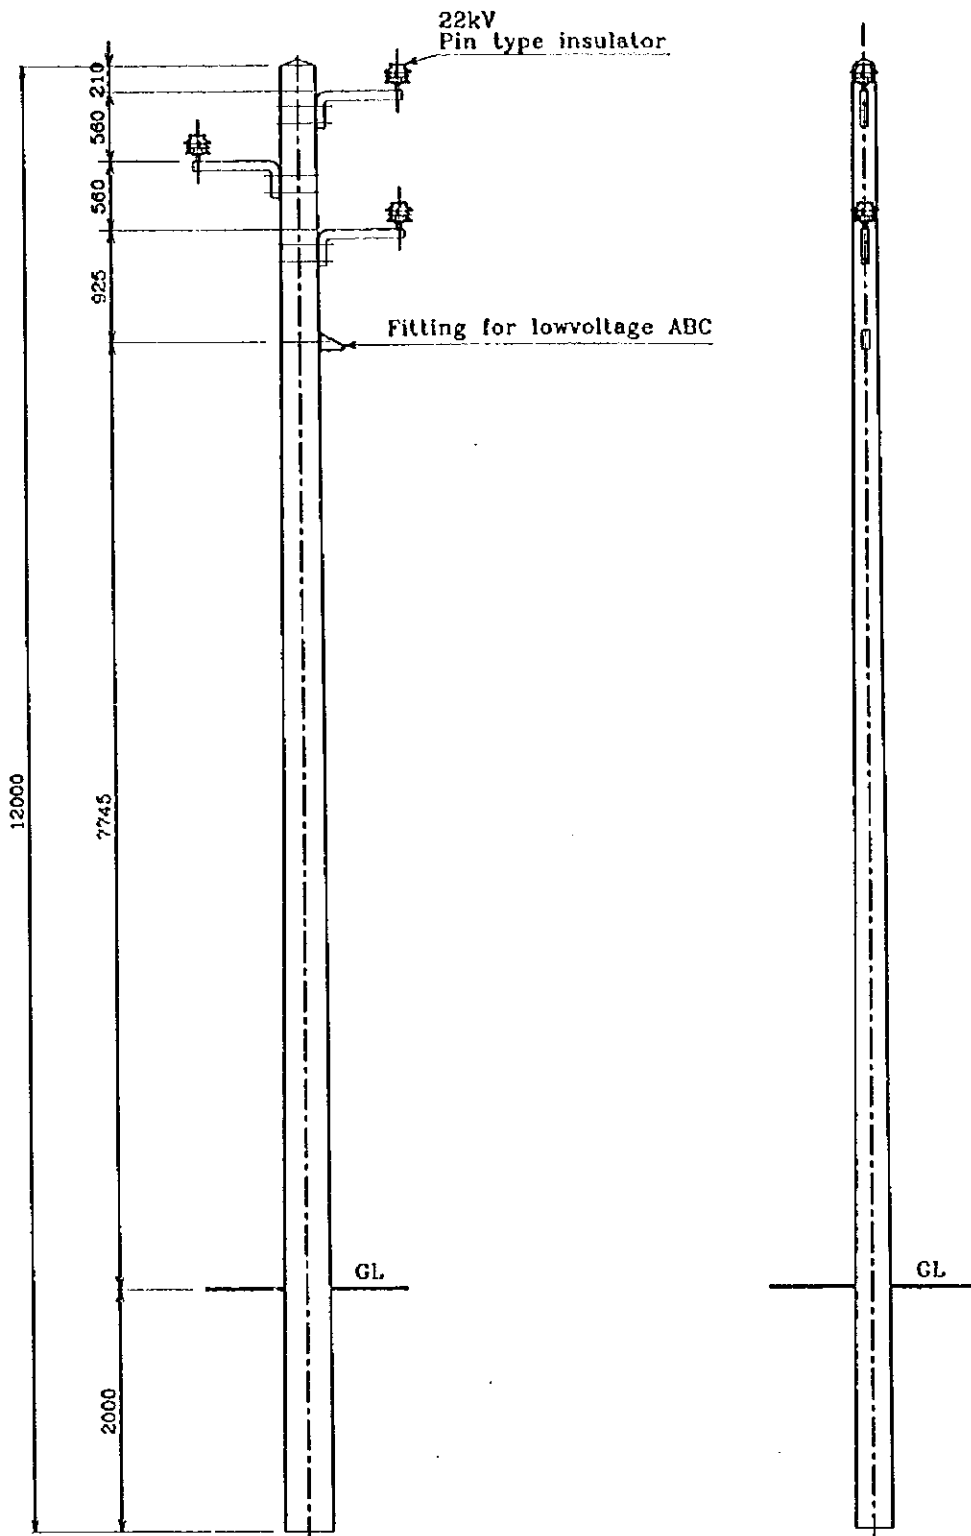 22kV
Pin type insulator
210
560
560
925
Fitting for lowvoltage ABC
12000
7745
GL
GL
2000